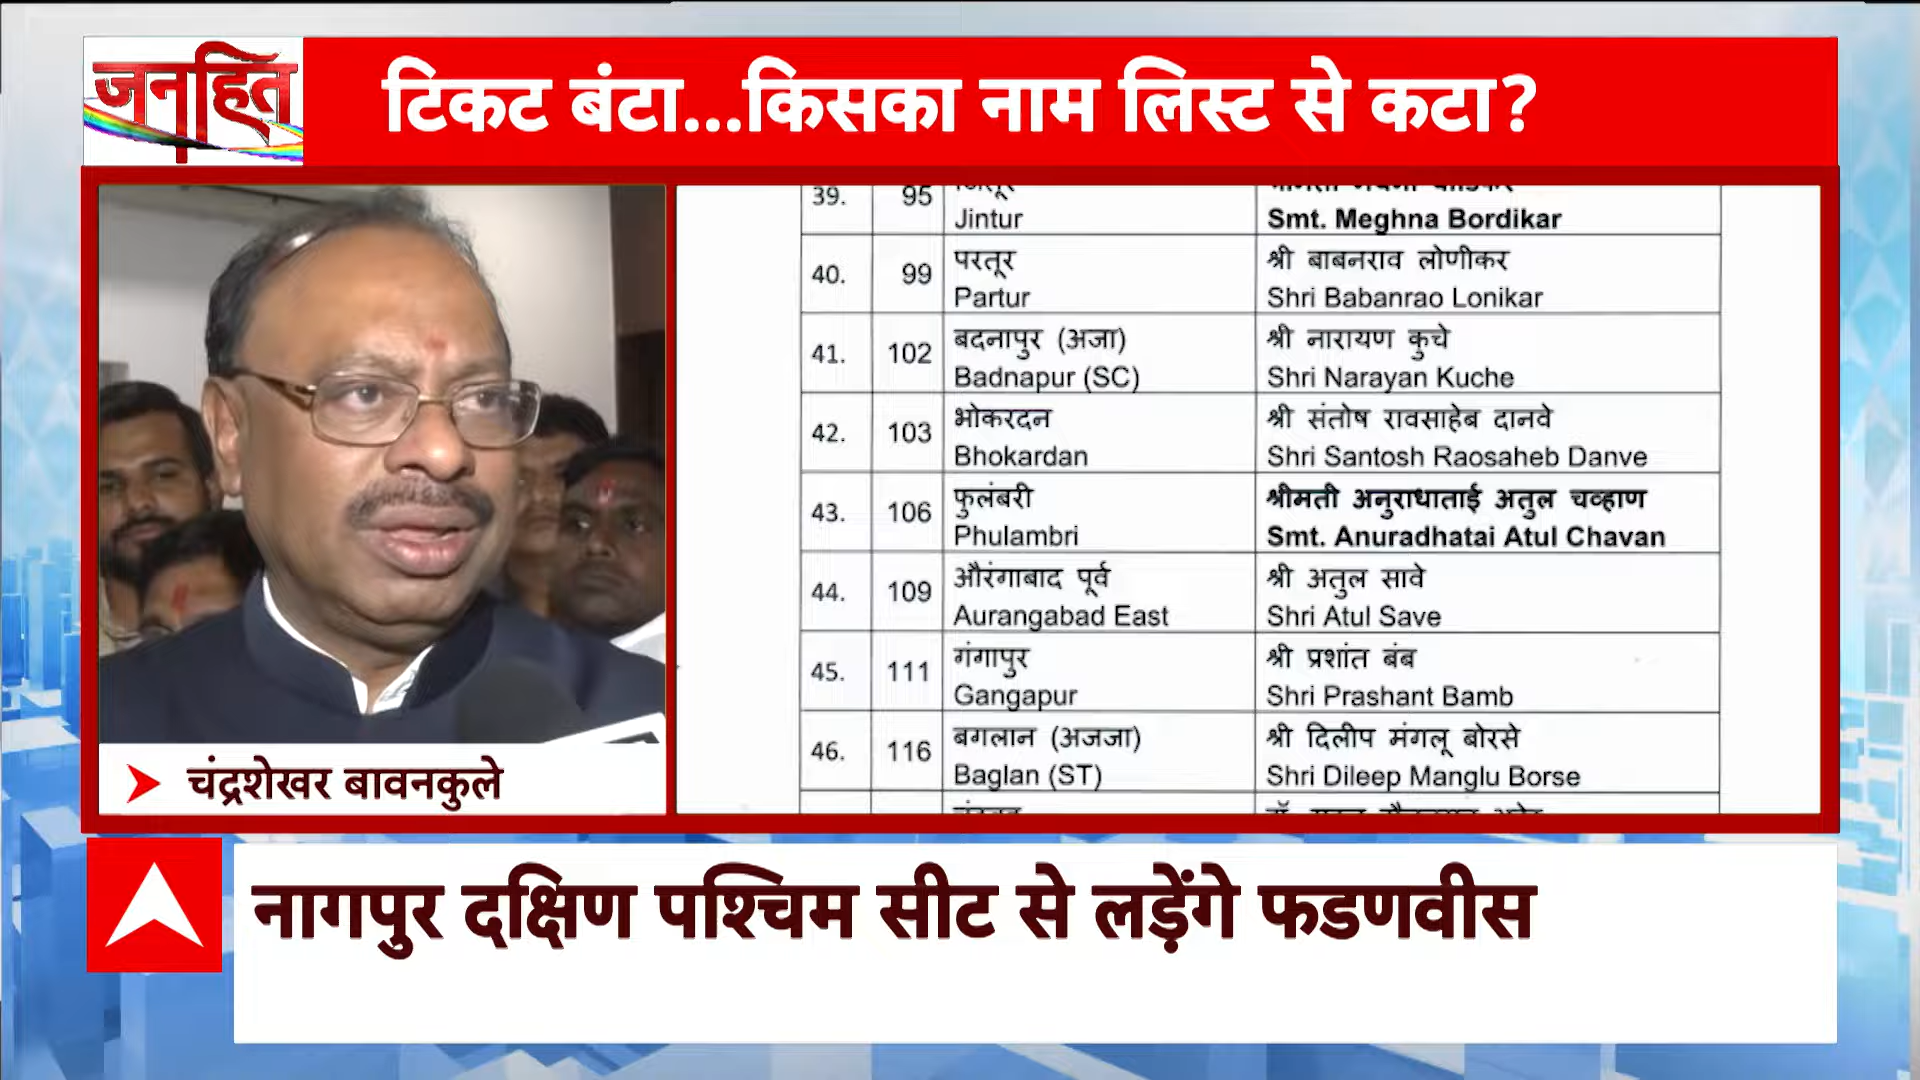 जनहित
टिकट बंटा...किसका नाम लिस्ट से कटा?
39. 95
Jintur Smt. Meghna Bordikar
परतूर श्री बाबनराव लोणीकर
40. 99
Partur Shri Babanrao Lonikar
बदनापुर (अजा) श्री नारायण कुचे
41. 102
Badnapur (SC) Shri Narayan Kuche
भोकरदन श्री संतोष रावसाहेब दानवे
42. 103
Bhokardan Shri Santosh Raosaheb Danve
फुलंबरी श्रीमती अनुराधाताई अतुल चव्हाण
43. 106
Phulambri Smt. Anuradhatai Atul Chavan
औरंगाबाद पूर्व श्री अतुल सावे
44. 109
Aurangabad East Shri Atul Save
गंगापुर श्री प्रशांत बंब
45. 111
Gangapur Shri Prashant Bamb
बगलान (अजजा) श्री दिलीप मंगलू बोरसे
46. 116
Baglan (ST) Shri Dileep Manglu Borse
चंद्रशेखर बावनकुले
नागपुर दक्षिण पश्चिम सीट से लड़ेंगे फडणवीस